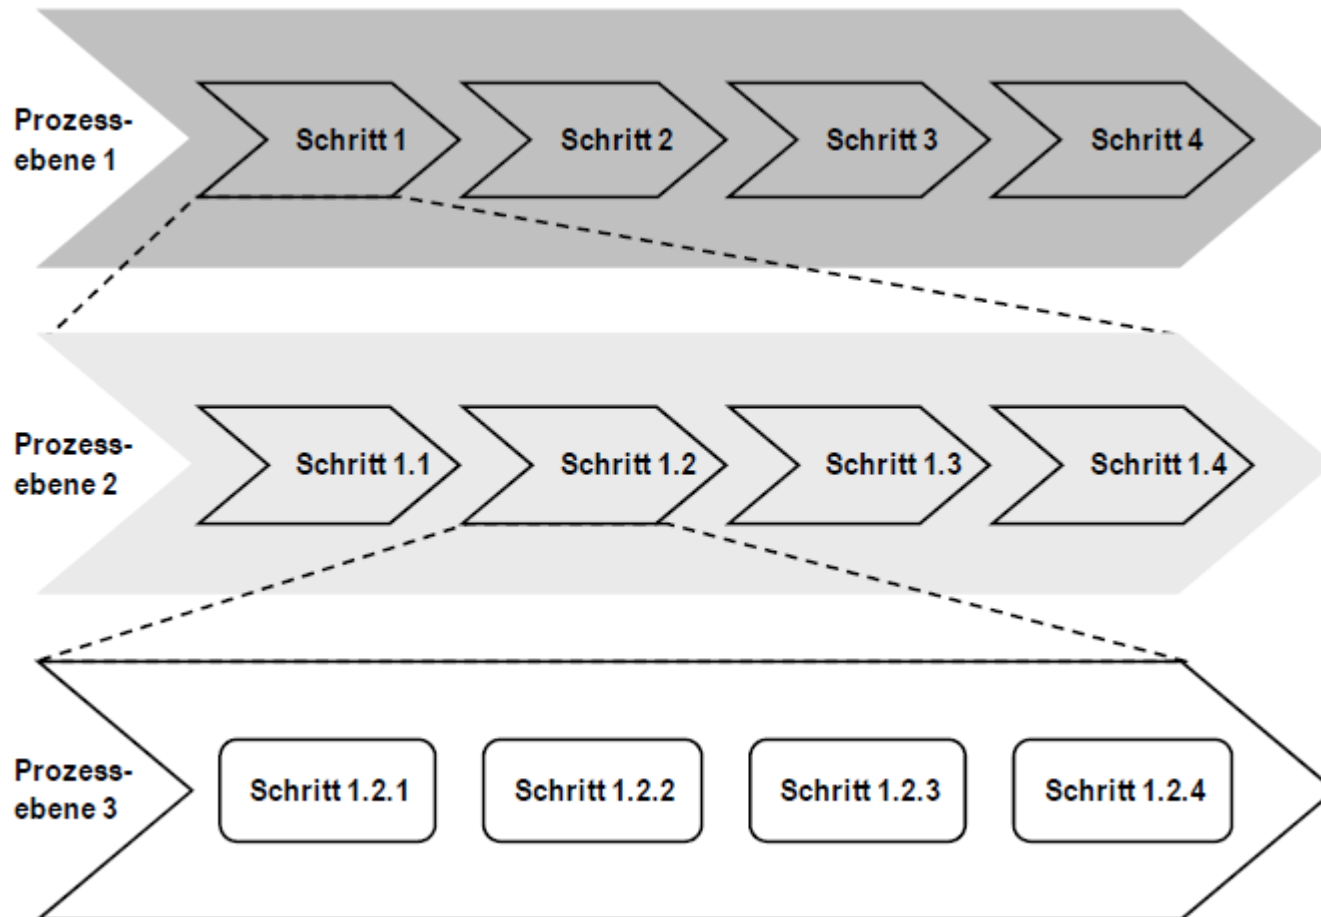 Prozess-
ebene 1
Schritt 1
Schritt 2
Schritt 3
Schritt 4
Prozess-
ebene 2
Schritt 1.1
Schritt 1.2
Schritt 1.3
Schritt 1.4
Prozess-
ebene 3
Schritt 1.2.1
Schritt 1.2.2
Schritt 1.2.3
Schritt 1.2.4